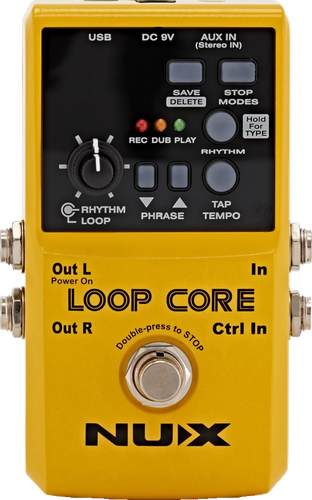 USB DC 9V AUX IN
(Stereo IN)
SAVE STOP
DELETE MODES
Hold
For
TYPE
REC DUB PLAY
RHYTHM
RHYTHM
LOOP
PHRASE
TAP
TEMPO
Out L In
Power On
LOOP CORE
Out R Ctrl In
Double-press to STOP
NUX